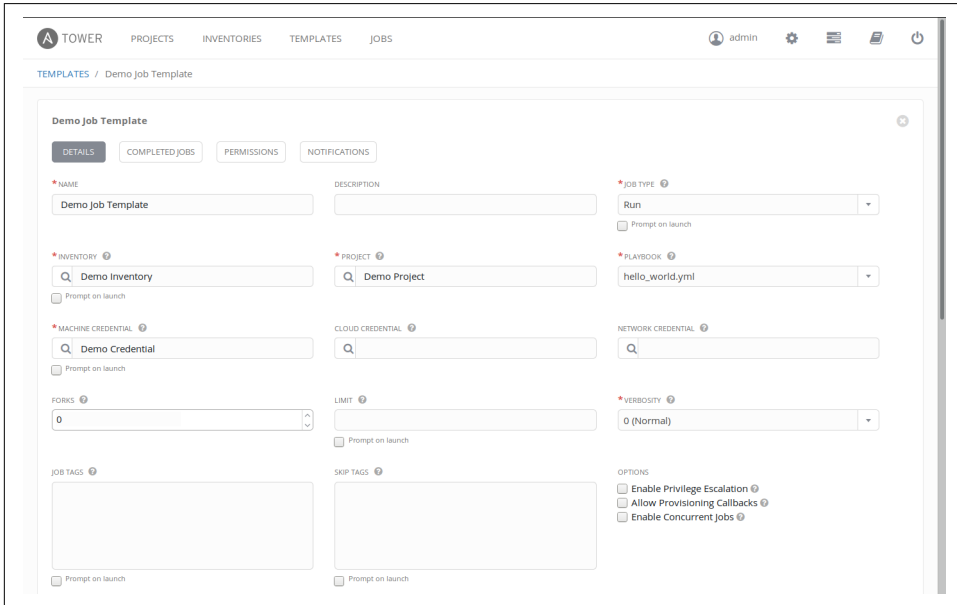 A TOWER PROJECTS INVENTORIES TEMPLATES JOBS admin
TEMPLATES / Demo Job Template
Demo Job Template
DETAILS COMPLETED JOBS PERMISSIONS NOTIFICATIONS
* NAME DESCRIPTION * JOB TYPE ?
Demo Job Template Run
Prompt on launch
* INVENTORY ? * PROJECT ? * PLAYBOOK ?
Demo Inventory Demo Project hello_world.yml
Prompt on launch
* MACHINE CREDENTIAL ? CLOUD CREDENTIAL ? NETWORK CREDENTIAL ?
Demo Credential
Prompt on launch
FORKS ? LIMIT ? * VERBOSITY ?
0 0 (Normal)
Prompt on launch
JOB TAGS ? SKIP TAGS ? OPTIONS
Enable Privilege Escalation ?
Allow Provisioning Callbacks ?
Enable Concurrent Jobs ?
Prompt on launch Prompt on launch